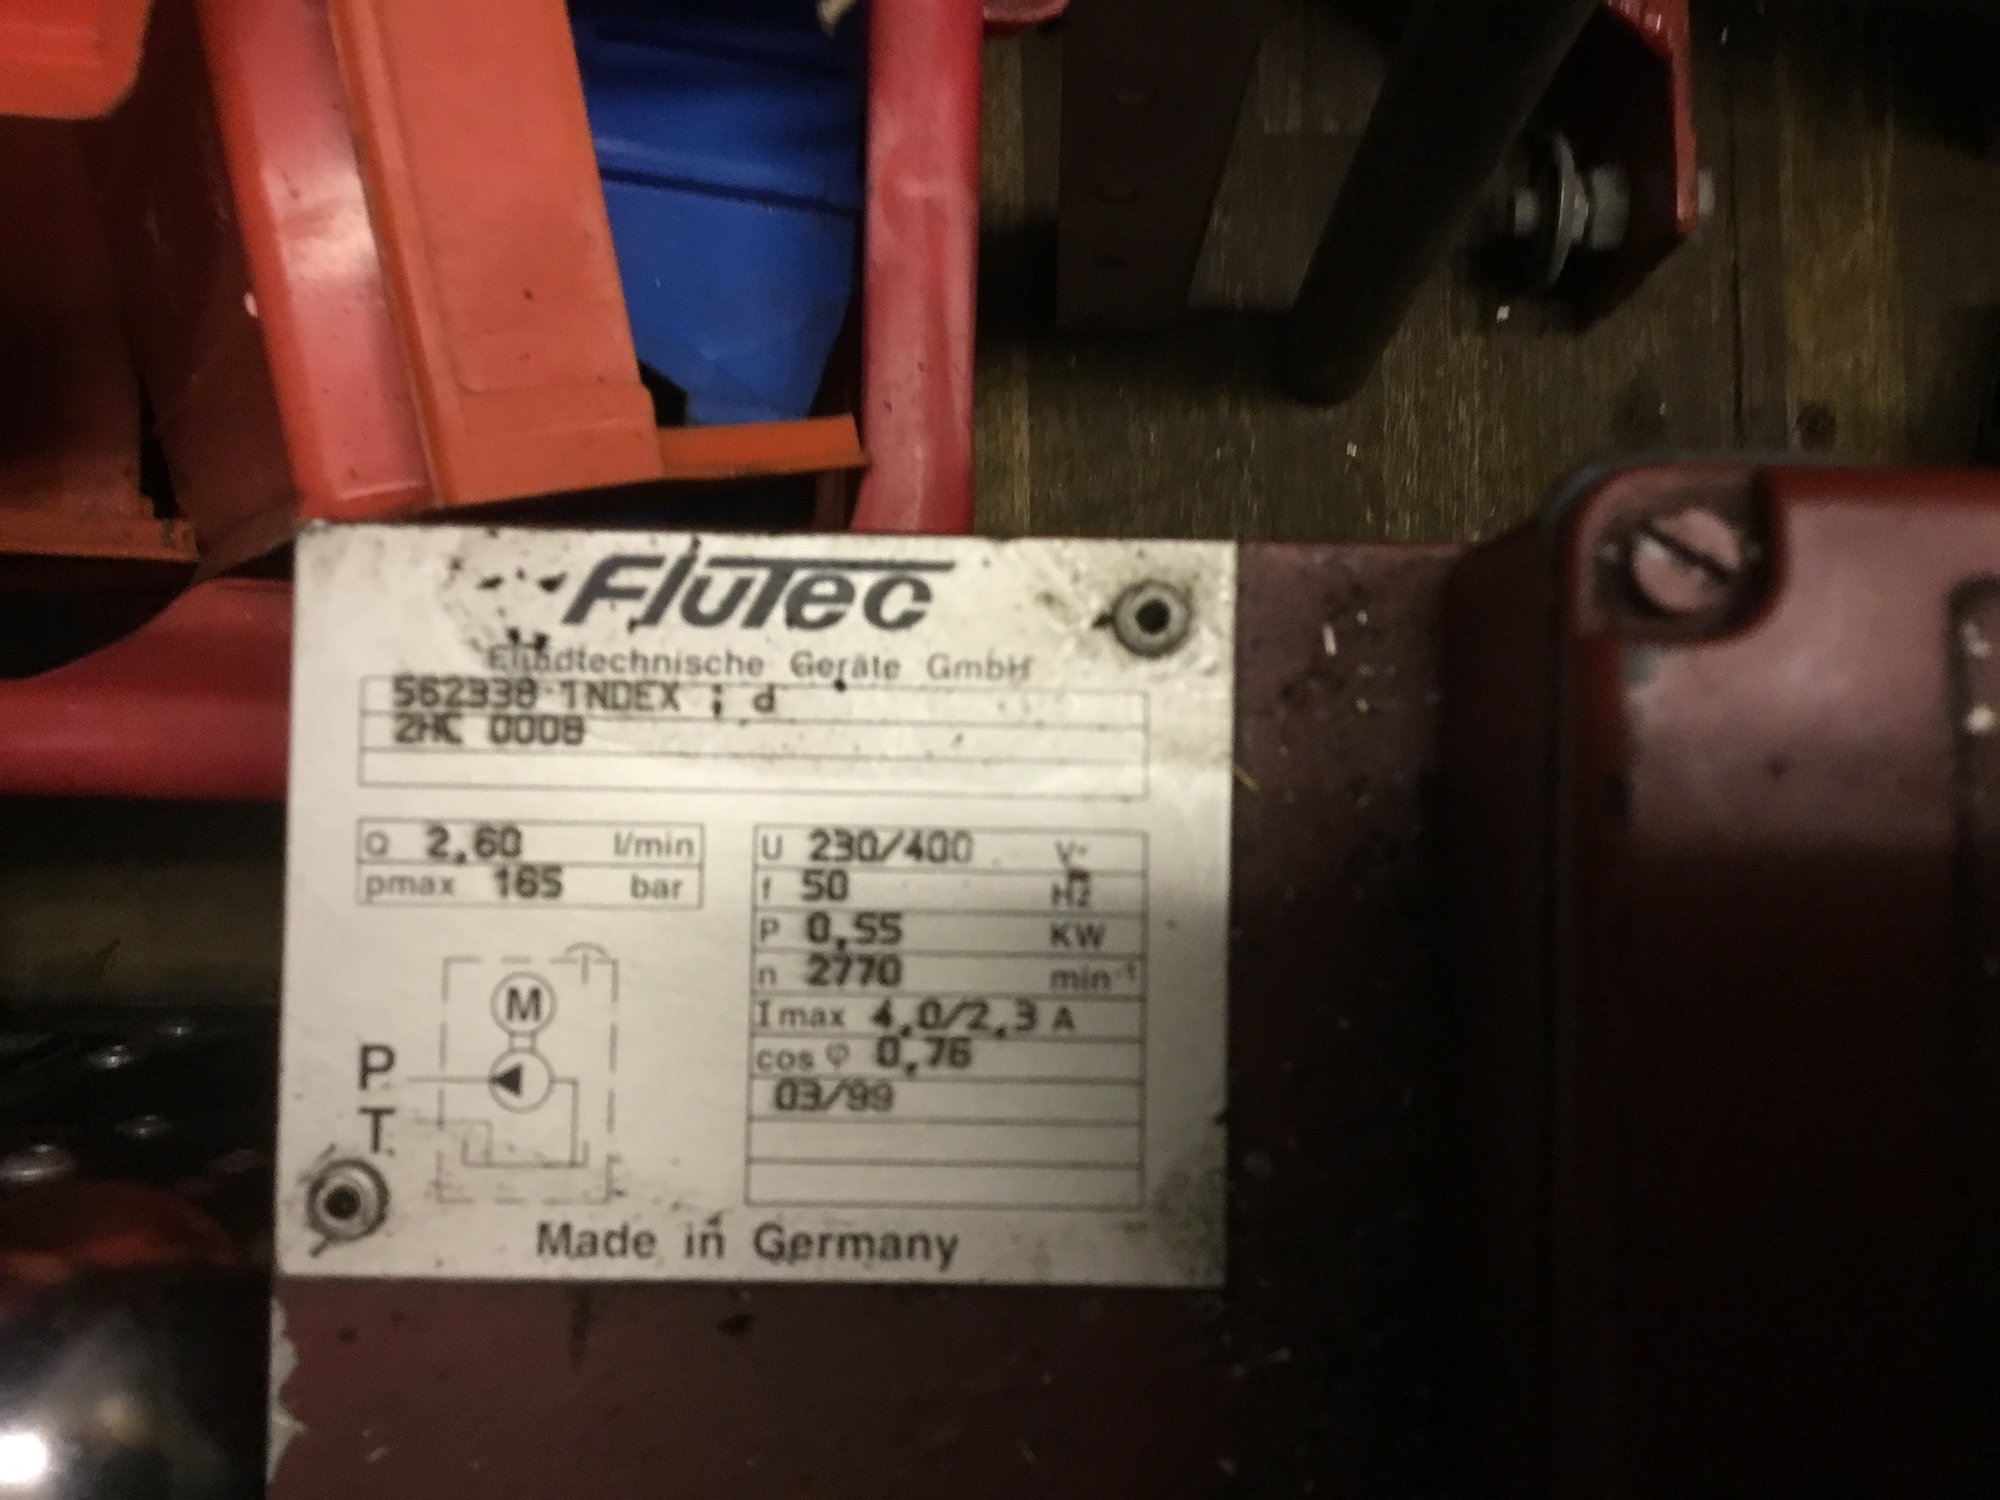 FluTec
Fluidtechnische Geräte GmbH
562338-1NDEX ; d
2HC 0008
Q 2,60 l/min
pmax 165 bar
U 230/400 V~
f 50 Hz
P 0,55 KW
n 2770 min-1
Imax 4,0/2,3 A
cos φ 0,76
03/99
M
P
T
Made in Germany